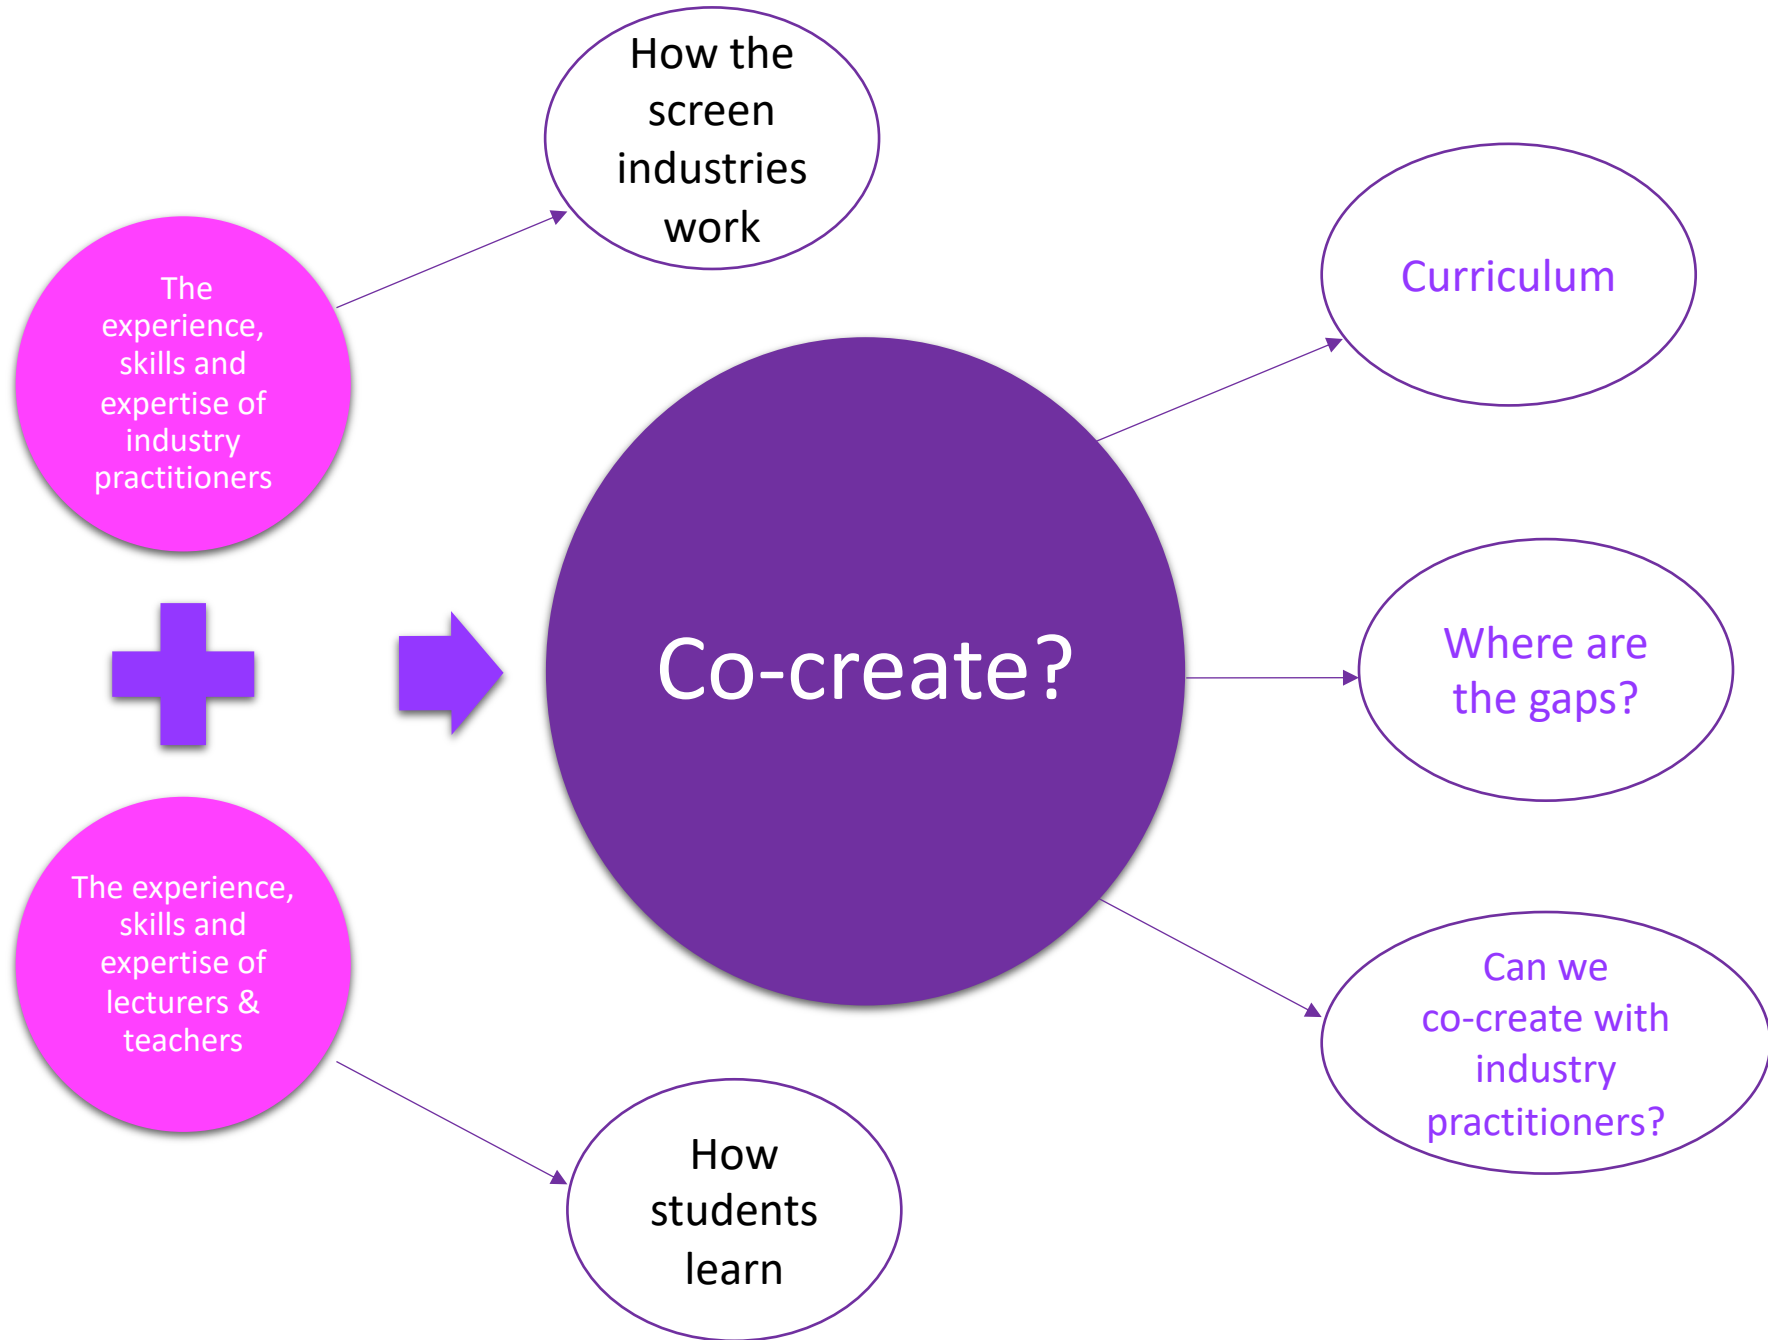 How the
screen
industries
work
The
experience,
skills and
expertise of
industry
practitioners
Curriculum
Co-create?
Where are
the gaps?
The experience,
skills and
expertise of
lecturers &
teachers
Can we
co-create with
industry
practitioners?
How
students
learn